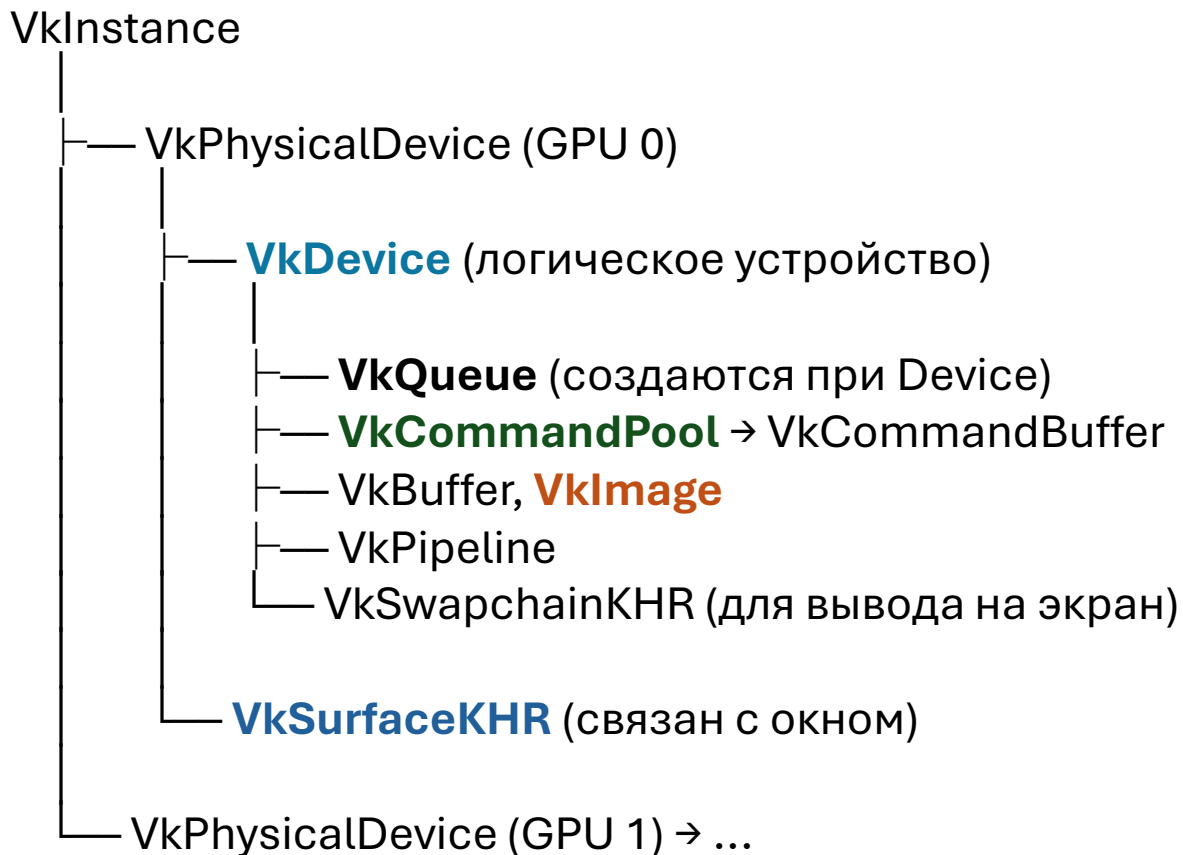 VkInstance
VkPhysicalDevice (GPU 0)
VkDevice (логическое устройство)
VkQueue (создаются при Device)
VkCommandPool → VkCommandBuffer
VkBuffer, VkImage
VkPipeline
VkSwapchainKHR (для вывода на экран)
VkSurfaceKHR (связан с окном)
VkPhysicalDevice (GPU 1) → ...